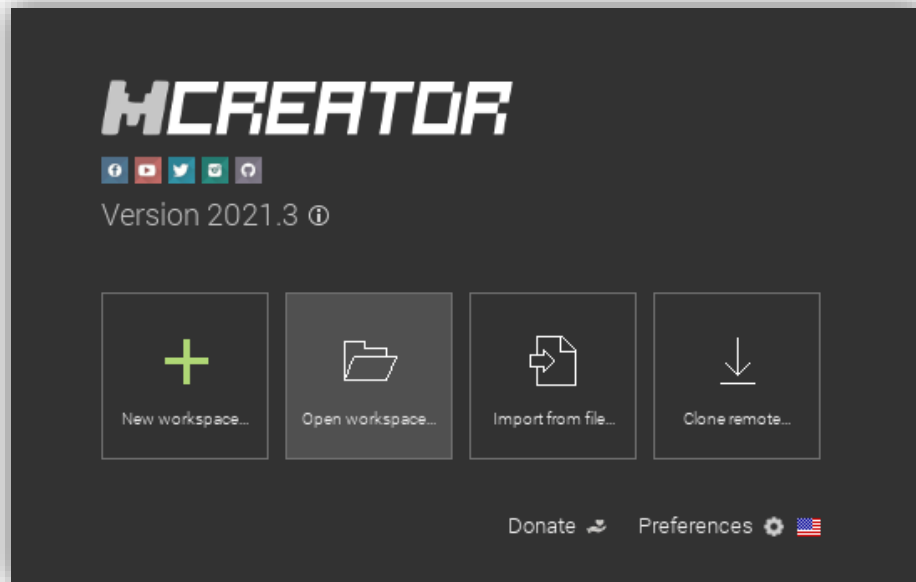 MCREATOR
Version 2021.3
New workspace... Open workspace... Import from file... Clone remote...
Donate Preferences